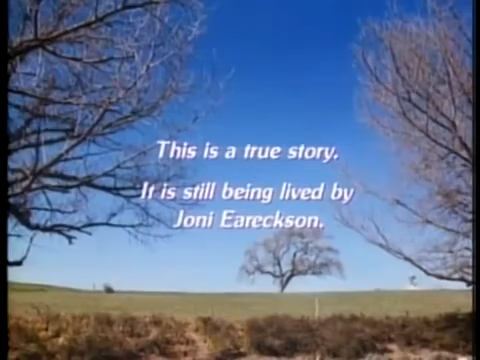 This is a true story.
It is still being lived by
Joni Eareckson.